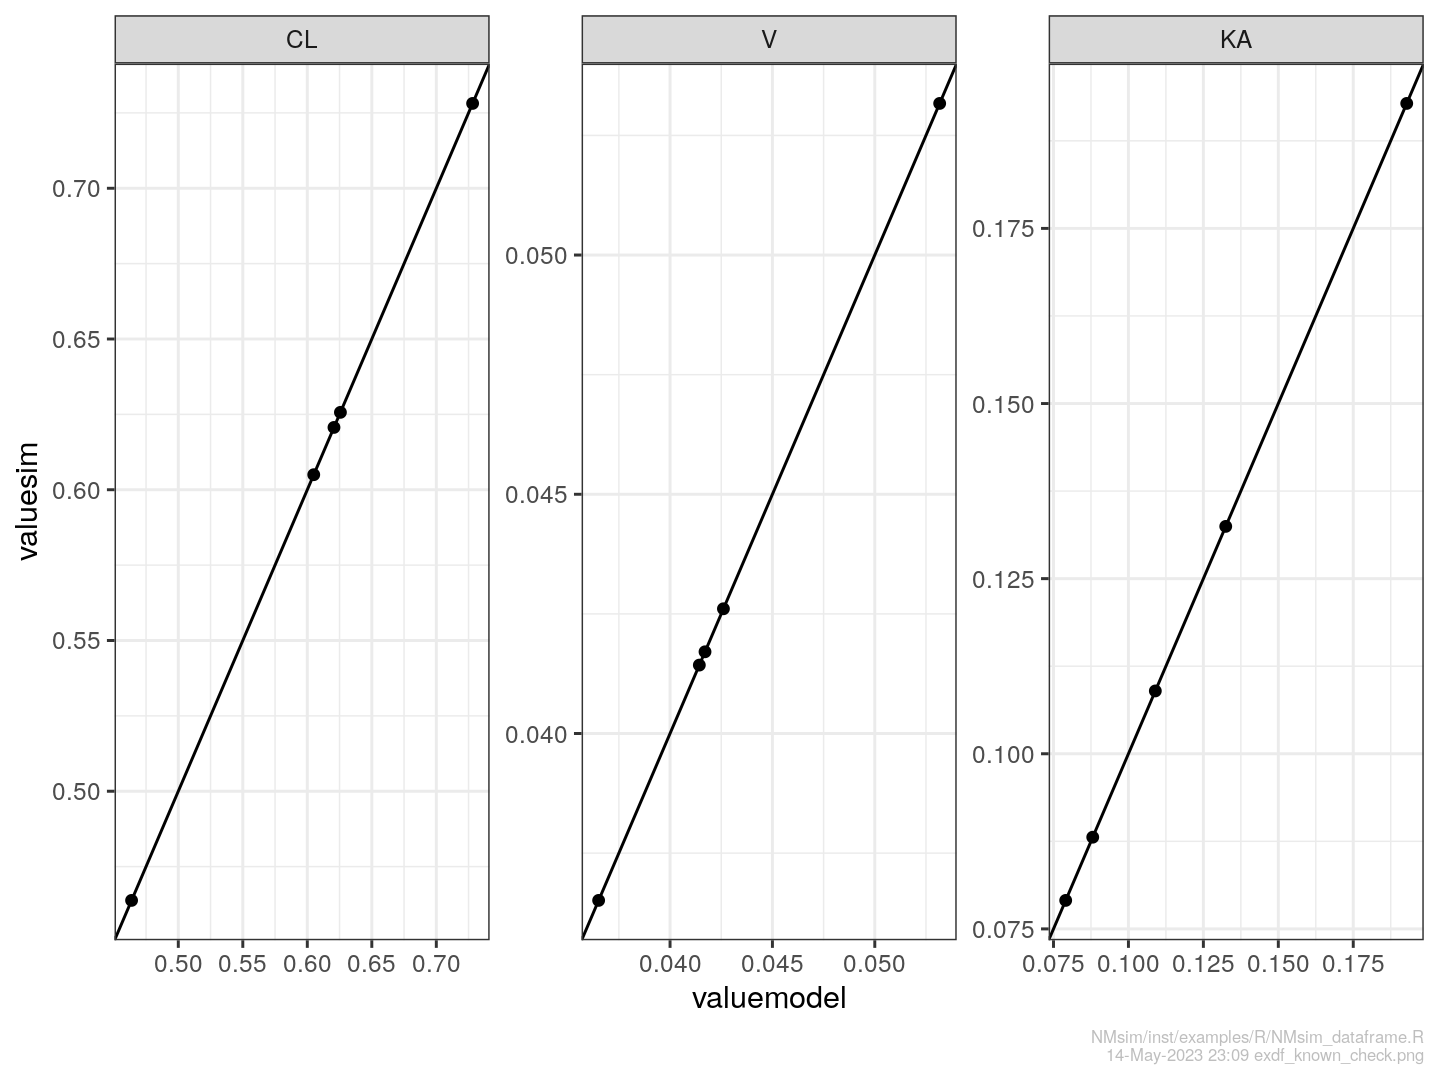 CL V KA
0.70
0.65
0.60
0.55
0.50
0.050
0.045
0.040
0.175
0.150
0.125
0.100
0.075
valuesim
0.50 0.55 0.60 0.65 0.70 0.040 0.045 0.050 0.075 0.100 0.125 0.150 0.175
valuemodel
NMsim/inst/examples/R/NMsim_dataframe.R
14-May-2023 23:09 exdf_known_check.png